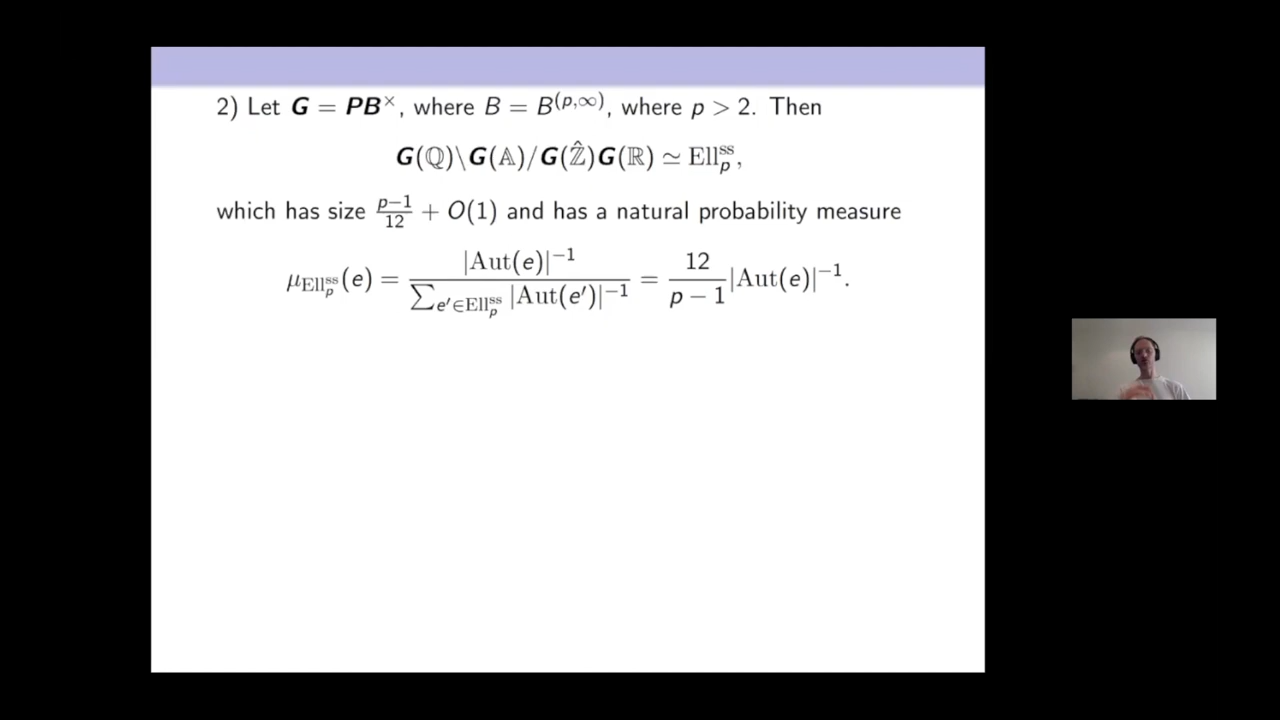 2) Let G = PB×, where B = B^(p,∞), where p > 2. Then
G(ℚ)\G(𝔸)/G(ℤ̂)G(ℝ) ≃ Ell_p^ss,
which has size (p−1)/12 + O(1) and has a natural probability measure
μ_{Ell_p^ss}(e) = |Aut(e)|^{−1} / ∑_{e′∈Ell_p^ss} |Aut(e′)|^{−1} = 12/(p−1) |Aut(e)|^{−1}.